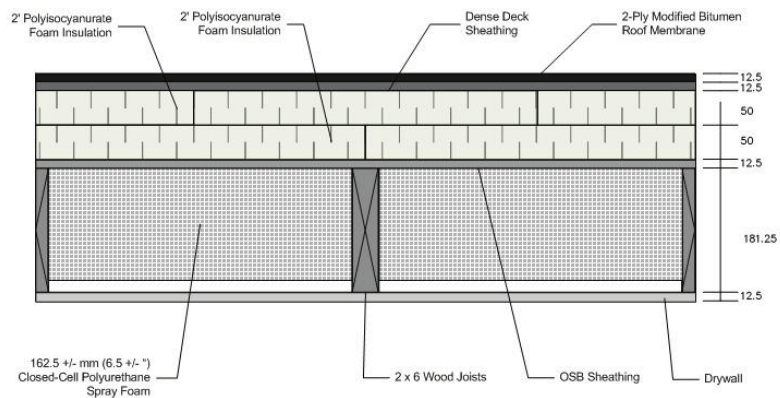 2' Polyisocyanurate
Foam Insulation
2' Polyisocyanurate
Foam Insulation
Dense Deck
Sheathing
2-Ply Modified Bitumen
Roof Membrane
12.5
12.5
50
50
12.5
181.25
12.5
162.5 +/- mm (6.5 +/- ")
Closed-Cell Polyurethane
Spray Foam
2 x 6 Wood Joists
OSB Sheathing
Drywall